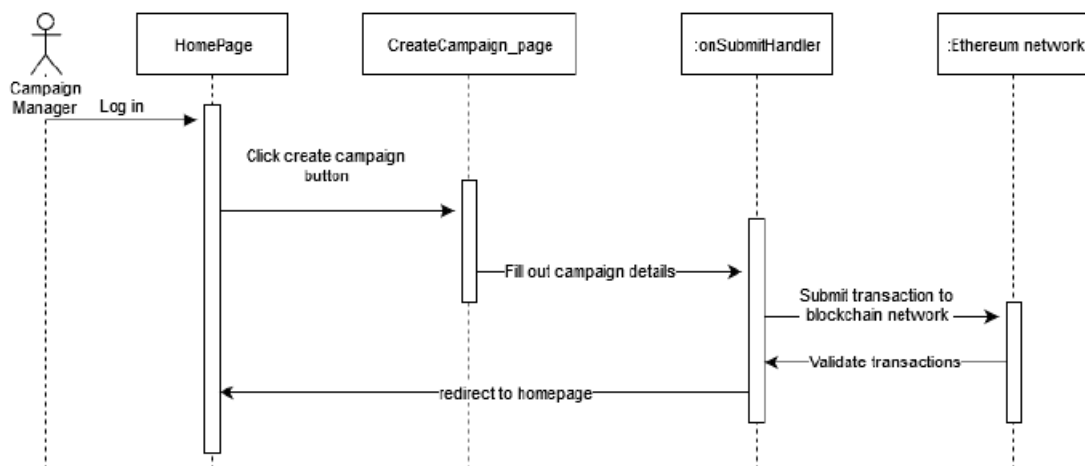 HomePage
CreateCampaign_page
:onSubmitHandler
:Ethereum network
Campaign
Manager
Log in
Click create campaign
button
Fill out campaign details
Submit transaction to
blockchain network
Validate transactions
redirect to homepage